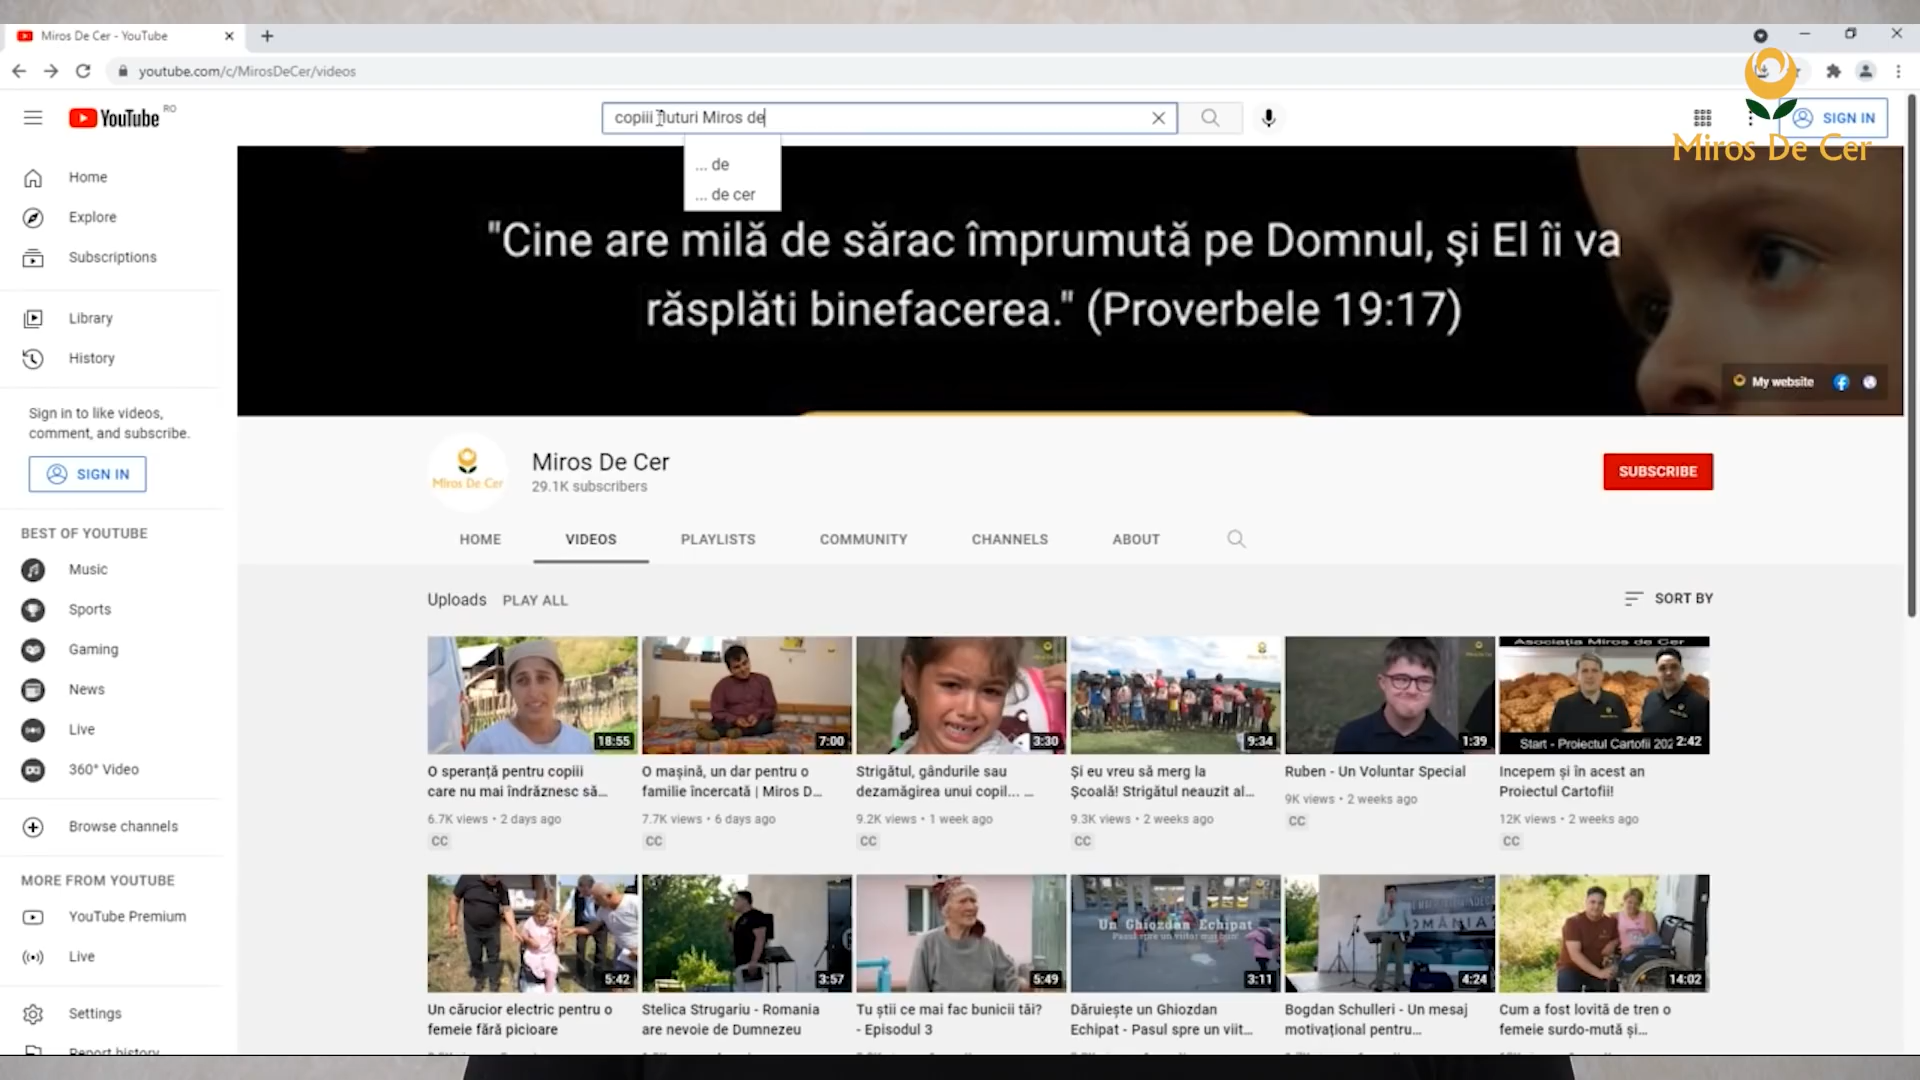 Miros De Cer - YouTube
youtube.com/c/MirosDeCer/videos
YouTube RO
copiii fluturi Miros de
SIGN IN
Miros De Cer
... de
... de cer
Home
Explore
Subscriptions
Library
History
Sign in to like videos,
comment, and subscribe.
SIGN IN
BEST OF YOUTUBE
Music
Sports
Gaming
News
Live
360° Video
Browse channels
MORE FROM YOUTUBE
YouTube Premium
Live
Settings
Report history
"Cine are milă de sărac împrumută pe Domnul, şi El îi va
răsplăti binefacerea." (Proverbele 19:17)
My website
Miros De Cer
Miros De Cer
29.1K subscribers
SUBSCRIBE
HOME VIDEOS PLAYLISTS COMMUNITY CHANNELS ABOUT
Uploads PLAY ALL
SORT BY
18:55
O speranță pentru copiii
care nu mai îndrăznesc să...
6.7K views • 2 days ago
CC
7:00
O mașină, un dar pentru o
familie încercată | Miros D...
7.7K views • 6 days ago
CC
3:30
Strigătul, gândurile sau
dezamăgirea unui copil... ...
9.2K views • 1 week ago
CC
9:34
Și eu vreu să merg la
Școală! Strigătul neauzit al...
9.3K views • 2 weeks ago
CC
1:39
Ruben - Un Voluntar Special
9K views • 2 weeks ago
CC
Asociația Miros de Cer
Start - Proiectul Cartofii 202
2:42
Incepem și în acest an
Proiectul Cartofii!
12K views • 2 weeks ago
CC
5:42
Un cărucior electric pentru o
femeie fără picioare
3:57
Stelica Strugariu - Romania
are nevoie de Dumnezeu
5:49
Tu știi ce mai fac bunicii tăi?
- Episodul 3
Un Ghiozdan Echipat
Pasul spre un viitor mai bun!
3:11
Dăruiește un Ghiozdan
Echipat - Pasul spre un viit...
4:24
Bogdan Schulleri - Un mesaj
motivațional pentru...
14:02
Cum a fost lovită de tren o
femeie surdo-mută și...